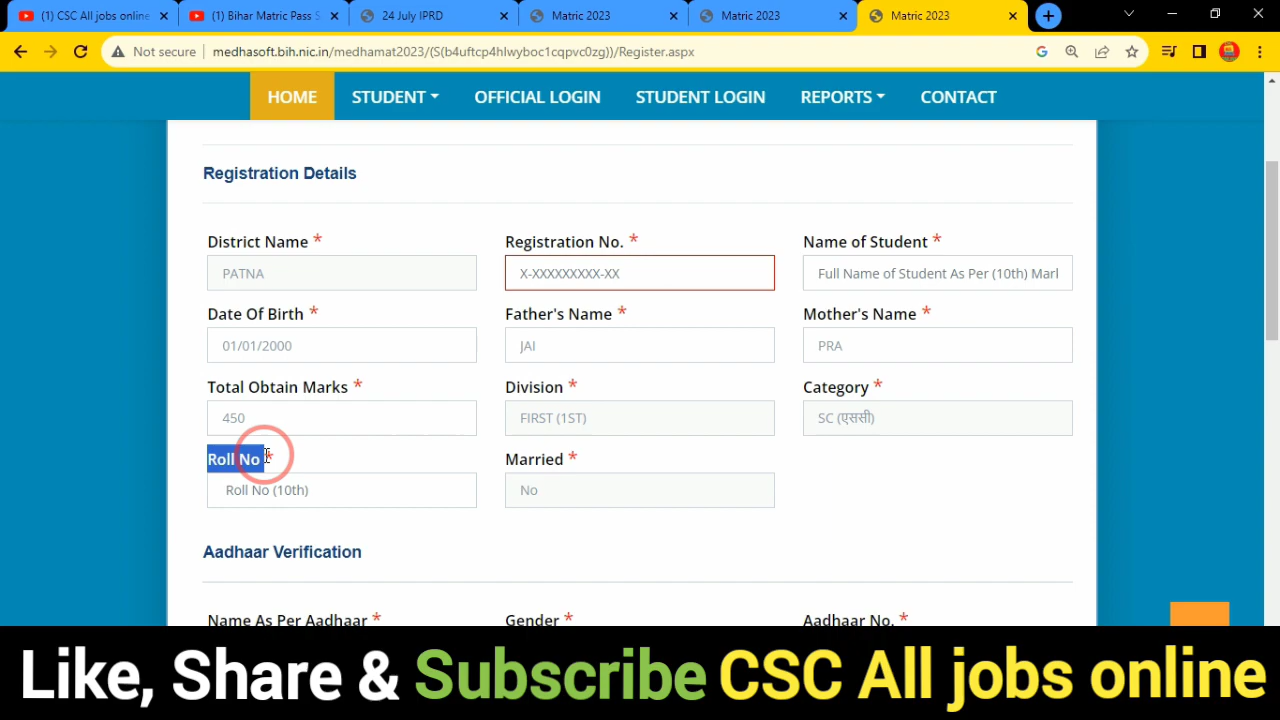 (1) CSC All jobs online
(1) Bihar Matric Pass S
24 July IPRD
Matric 2023
Matric 2023
Matric 2023
Not secure
medhasoft.bih.nic.in/medhamat2023/(S(b4uftcp4hlwyboc1cqpvc0zg))/Register.aspx
HOME
STUDENT
OFFICIAL LOGIN
STUDENT LOGIN
REPORTS
CONTACT
Registration Details
District Name *
Registration No. *
Name of Student *
PATNA
X-XXXXXXXXX-XX
Full Name of Student As Per (10th) Marl
Date Of Birth *
Father's Name *
Mother's Name *
01/01/2000
JAI
PRA
Total Obtain Marks *
Division *
Category *
450
FIRST (1ST)
SC (एससी)
Roll No *
Married *
Roll No (10th)
No
Aadhaar Verification
Name As Per Aadhaar *
Gender *
Aadhaar No. *
Like, Share & Subscribe CSC All jobs online